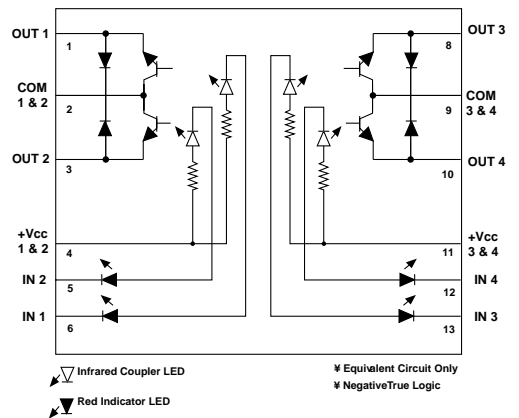 OUT 1
1
COM
1 & 2
2
OUT 2
3
+Vcc
1 & 2
4
IN 2
5
IN 1
6
OUT 3
8
COM
3 & 4
9
OUT 4
10
+Vcc
3 & 4
11
IN 4
12
IN 3
13
Infrared Coupler LED
Red Indicator LED
¥ Equivalent Circuit Only
¥ NegativeTrue Logic